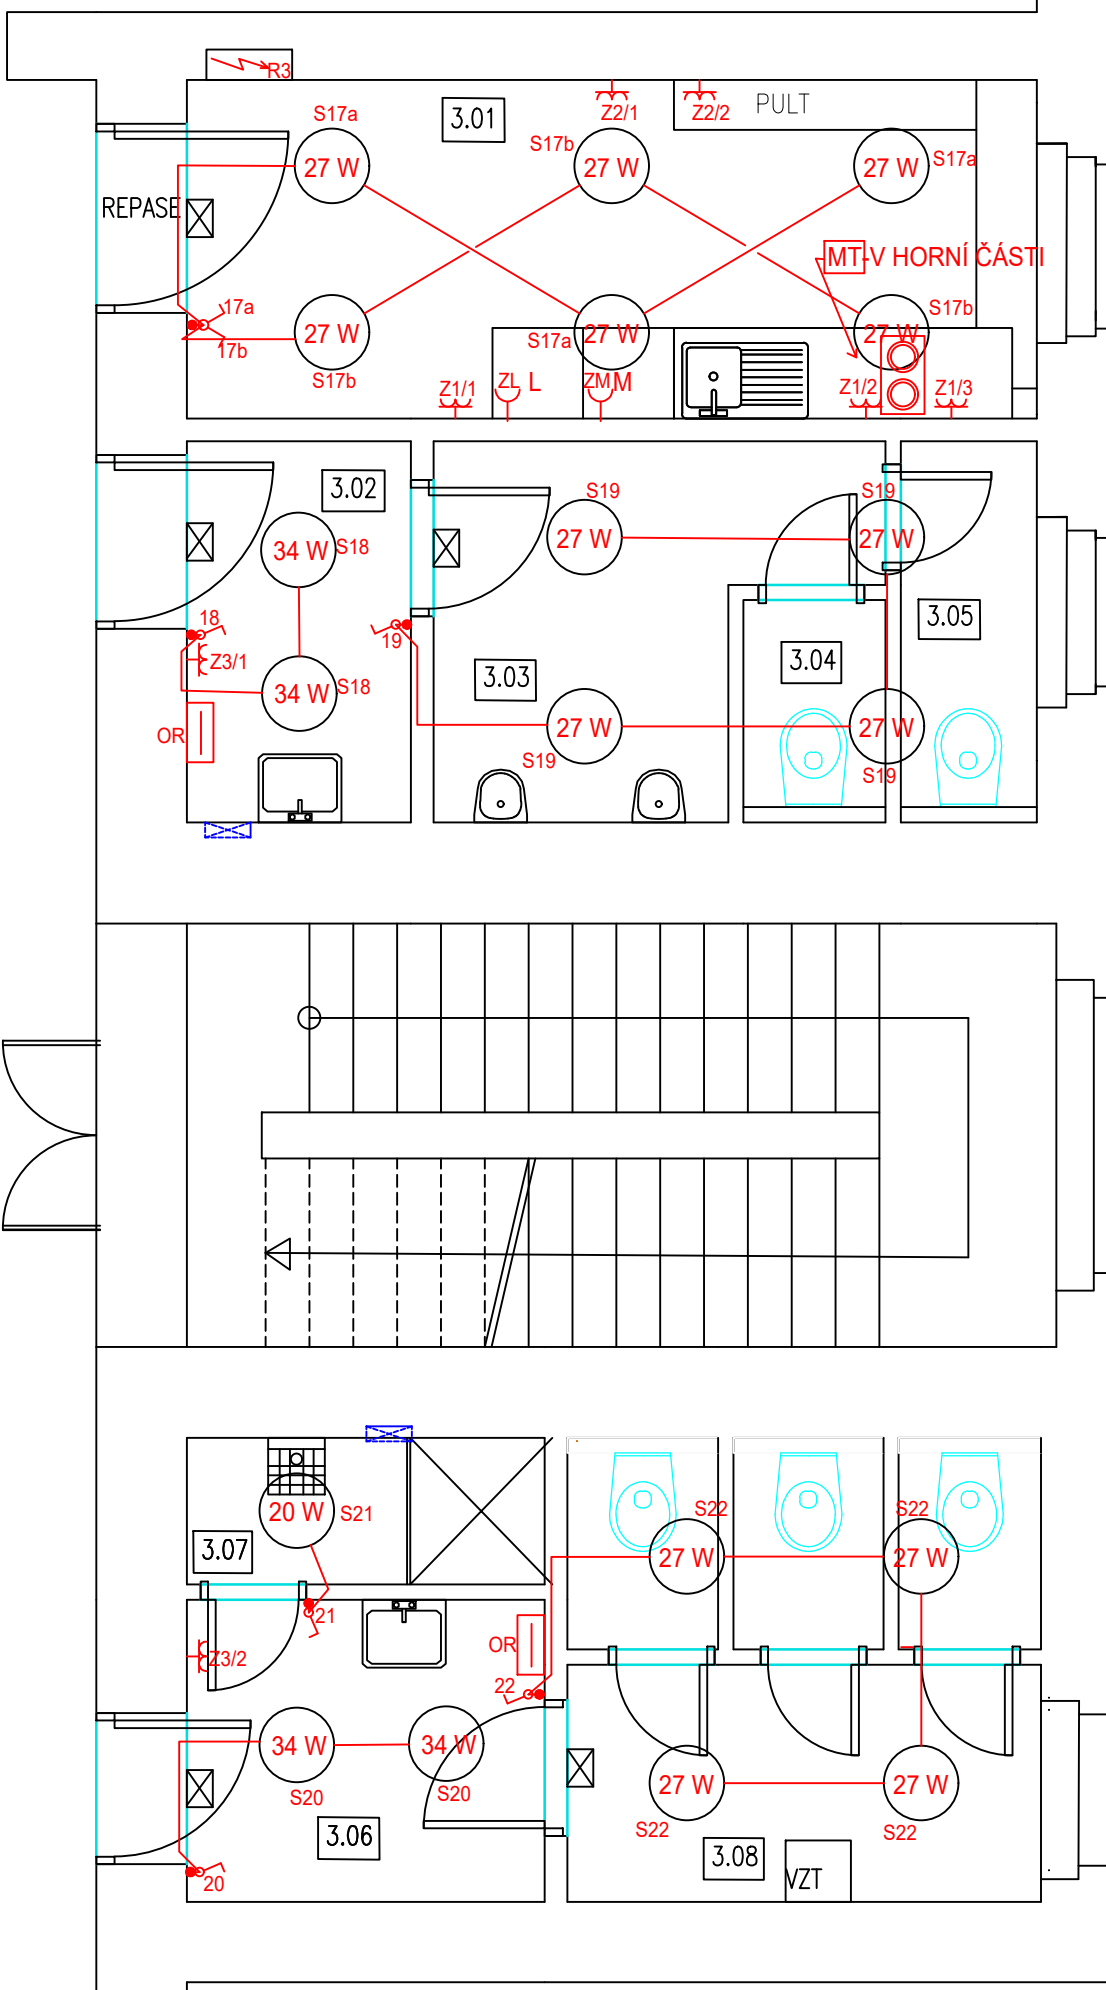 R3
S17a
3.01
Z2/1
Z2/2
PULT
S17b
27 W
27 W
27 W
S17a
REPASE
MT-V HORNÍ ČÁSTI
17a
S17b
27 W
27 W
27 W
17b
S17a
S17b
Z1/1
ZL
L
ZM
M
Z1/2
Z1/3
3.02
S19
S19
34 W
S18
27 W
27 W
18
19
3.05
Z3/1
3.03
3.04
34 W
S18
OR
27 W
27 W
S19
S19
20 W
S21
S22
S22
3.07
27 W
27 W
21
Z3/2
OR
22
34 W
34 W
S20
S20
27 W
27 W
S22
S22
3.06
3.08
VZT
20